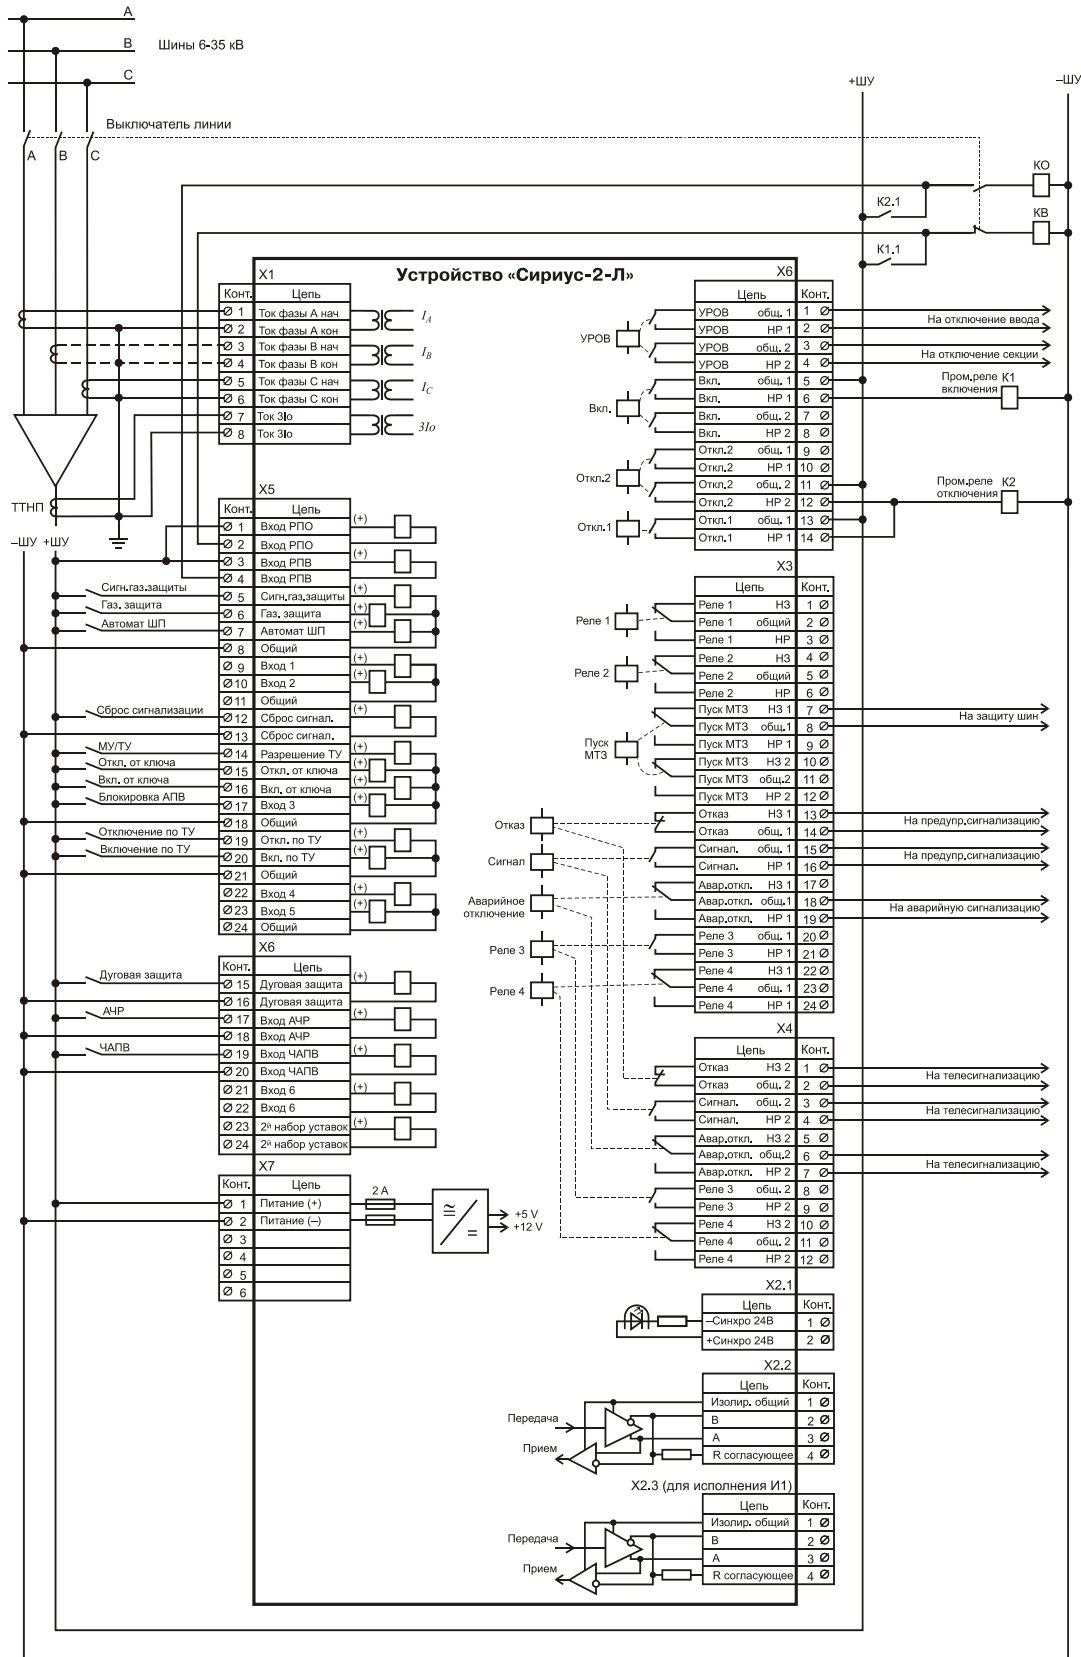 A
B
Шины 6-35 кВ
C
+ШУ
–ШУ
Выключатель линии
A
B
C
КО
К2.1
КВ
К1.1
Устройство «Сириус-2-Л»
X1
Конт. Цепь
1 Ток фазы А нач
2 Ток фазы А кон
3 Ток фазы В нач
4 Ток фазы В кон
5 Ток фазы С нач
6 Ток фазы С кон
7 Ток 3Iо
8 Ток 3Iо
IA
IB
IC
3Iо
ТТНП
–ШУ +ШУ
X5
Конт. Цепь
1 Вход РПО (+)
2 Вход РПО
3 Вход РПВ (+)
4 Вход РПВ
Сигн.газ.защиты 5 Сигн.газ.защиты (+)
Газ. защита 6 Газ. защита (+)
Автомат ШП 7 Автомат ШП (+)
8 Общий
9 Вход 1 (+)
10 Вход 2 (+)
11 Общий
Сброс сигнализации 12 Сброс сигнал. (+)
13 Сброс сигнал.
МУ/ТУ 14 Разрешение ТУ (+)
Откл. от ключа 15 Откл. от ключа (+)
Вкл. от ключа 16 Вкл. от ключа (+)
Блокировка АПВ 17 Вход 3 (+)
18 Общий
Отключение по ТУ 19 Откл. по ТУ (+)
Включение по ТУ 20 Вкл. по ТУ (+)
21 Общий
22 Вход 4 (+)
23 Вход 5 (+)
24 Общий
X6
Конт. Цепь
Дуговая защита 15 Дуговая защита (+)
16 Дуговая защита
АЧР 17 Вход АЧР (+)
18 Вход АЧР
ЧАПВ 19 Вход ЧАПВ (+)
20 Вход ЧАПВ
21 Вход 6 (+)
22 Вход 6
23 2й набор уставок (+)
24 2й набор уставок
X7
Конт. Цепь
1 Питание (+)
2 Питание (–)
3
4
5
6
2 А
≅
=
+5 V
+12 V
X6
Цепь Конт.
УРОВ общ. 1 1
УРОВ НР 1 2
УРОВ общ. 2 3
УРОВ НР 2 4
Вкл. общ. 1 5
Вкл. НР 1 6
Вкл. общ. 2 7
Вкл. НР 2 8
Откл.2 общ. 1 9
Откл.2 НР 1 10
Откл.2 общ. 2 11
Откл.2 НР 2 12
Откл.1 общ. 1 13
Откл.1 НР 1 14
УРОВ
Вкл.
Откл.2
Откл.1
На отключение ввода
На отключение секции
Пром.реле
включения
К1
Пром.реле
отключения
К2
X3
Цепь Конт.
Реле 1 НЗ 1
Реле 1 общий 2
Реле 1 НР 3
Реле 2 НЗ 4
Реле 2 общий 5
Реле 2 НР 6
Пуск МТЗ НЗ 1 7
Пуск МТЗ общ.1 8
Пуск МТЗ НР 1 9
Пуск МТЗ НЗ 2 10
Пуск МТЗ общ.2 11
Пуск МТЗ НР 2 12
Отказ НЗ 1 13
Отказ общ. 1 14
Сигнал. общ. 1 15
Сигнал. НР 1 16
Авар.откл. НЗ 1 17
Авар.откл. общ.1 18
Авар.откл. НР 1 19
Реле 3 общ. 1 20
Реле 3 НР 1 21
Реле 4 НЗ 1 22
Реле 4 общ. 1 23
Реле 4 НР 1 24
Реле 1
Реле 2
Пуск
МТЗ
Отказ
Сигнал
Аварийное
отключение
Реле 3
Реле 4
На защиту шин
На предупр.сигнализацию
На предупр.сигнализацию
На аварийную сигнализацию
X4
Цепь Конт.
Отказ НЗ 2 1
Отказ общ. 2 2
Сигнал. общ. 2 3
Сигнал. НР 2 4
Авар.откл. НЗ 2 5
Авар.откл. общ.2 6
Авар.откл. НР 2 7
Реле 3 общ. 2 8
Реле 3 НР 2 9
Реле 4 НЗ 2 10
Реле 4 общ. 2 11
Реле 4 НР 2 12
На телесигнализацию
На телесигнализацию
На телесигнализацию
X2.1
Цепь Конт.
–Синхро 24В 1
+Синхро 24В 2
X2.2
Цепь Конт.
Изолир. общий 1
B 2
A 3
R согласующее 4
Передача
Прием
X2.3 (для исполнения И1)
Цепь Конт.
Изолир. общий 1
B 2
A 3
R согласующее 4
Передача
Прием